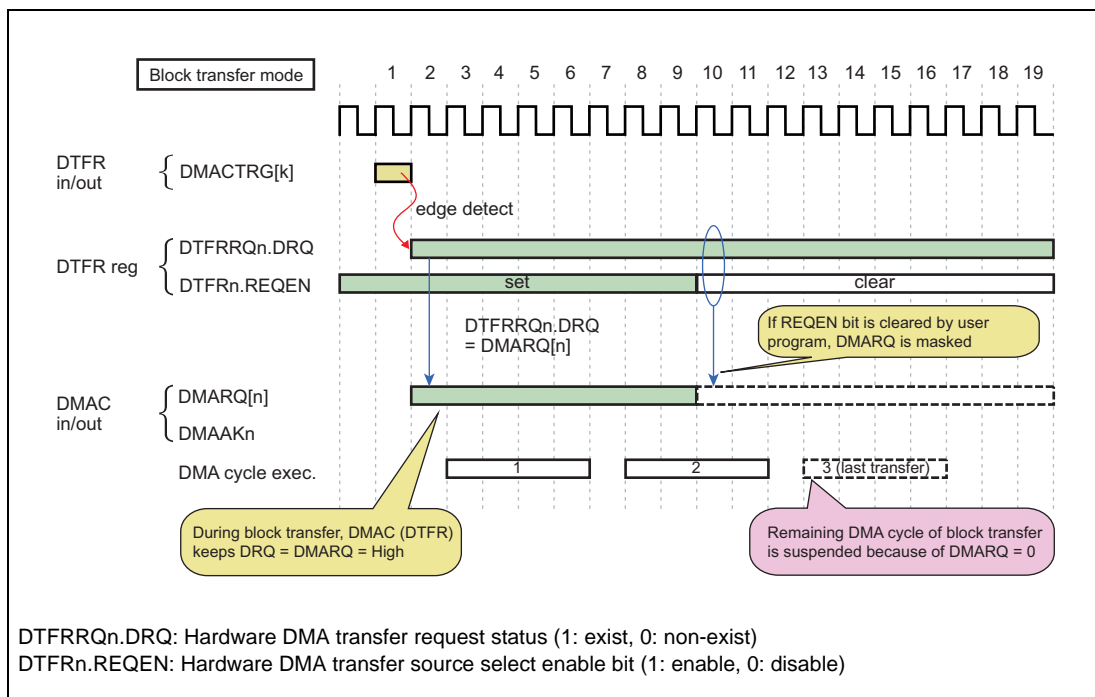 Block transfer mode
1 2 3 4 5 6 7 8 9 10 11 12 13 14 15 16 17 18 19
DTFR
in/out
DMACTRG[k]
edge detect
DTFR reg
DTFRRQn.DRQ
DTFRn.REQEN
set
clear
DTFRRQn.DRQ
= DMARQ[n]
If REQEN bit is cleared by user
program, DMARQ is masked
DMAC
in/out
DMARQ[n]
DMAAKn
DMA cycle exec.
1
2
3 (last transfer)
During block transfer, DMAC (DTFR)
keeps DRQ = DMARQ = High
Remaining DMA cycle of block transfer
is suspended because of DMARQ = 0
DTFRRQn.DRQ: Hardware DMA transfer request status (1: exist, 0: non-exist)
DTFRn.REQEN: Hardware DMA transfer source select enable bit (1: enable, 0: disable)